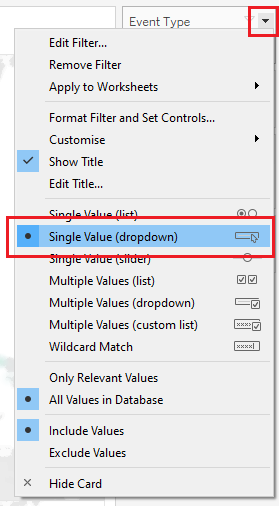 Event Type
Edit Filter...
Remove Filter
Apply to Worksheets
Format Filter and Set Controls...
Customise
Show Title
Edit Title...
Single Value (list)
Single Value (dropdown)
Single Value (slider)
Multiple Values (list)
Multiple Values (dropdown)
Multiple Values (custom list)
Wildcard Match
Only Relevant Values
All Values in Database
Include Values
Exclude Values
Hide Card